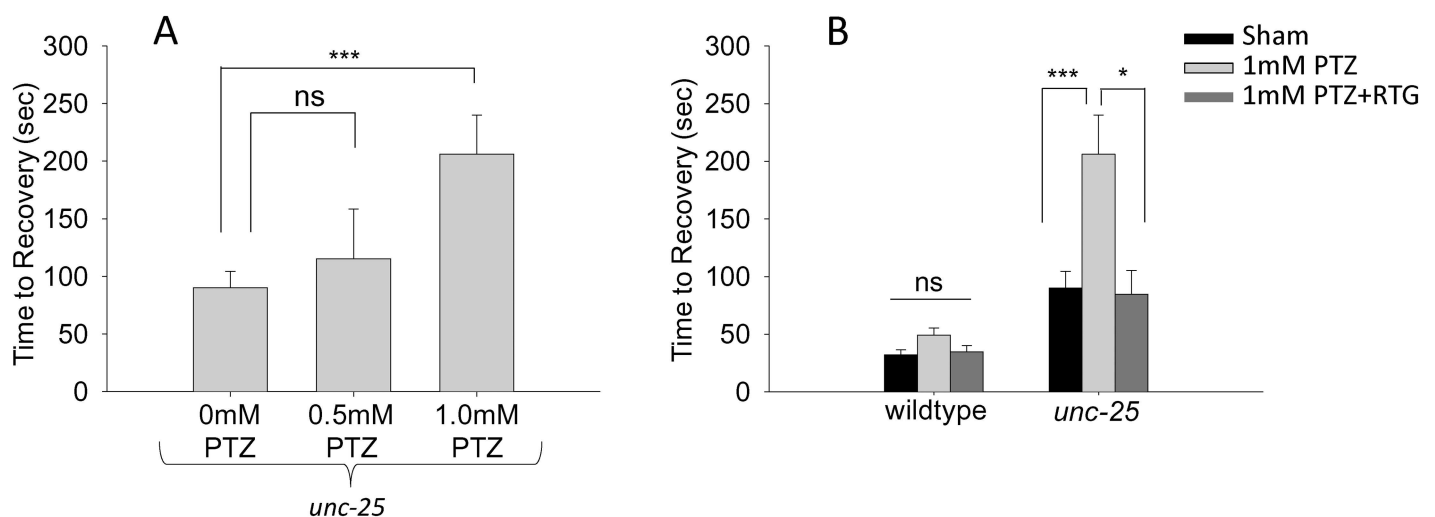 A
Time to Recovery (sec)
300
250
200
150
100
50
0
***
ns
0mM 0.5mM 1.0mM
PTZ PTZ PTZ
unc-25
B
Time to Recovery (sec)
300
250
200
150
100
50
0
ns
***
*
wildtype unc-25
Sham
1mM PTZ
1mM PTZ+RTG